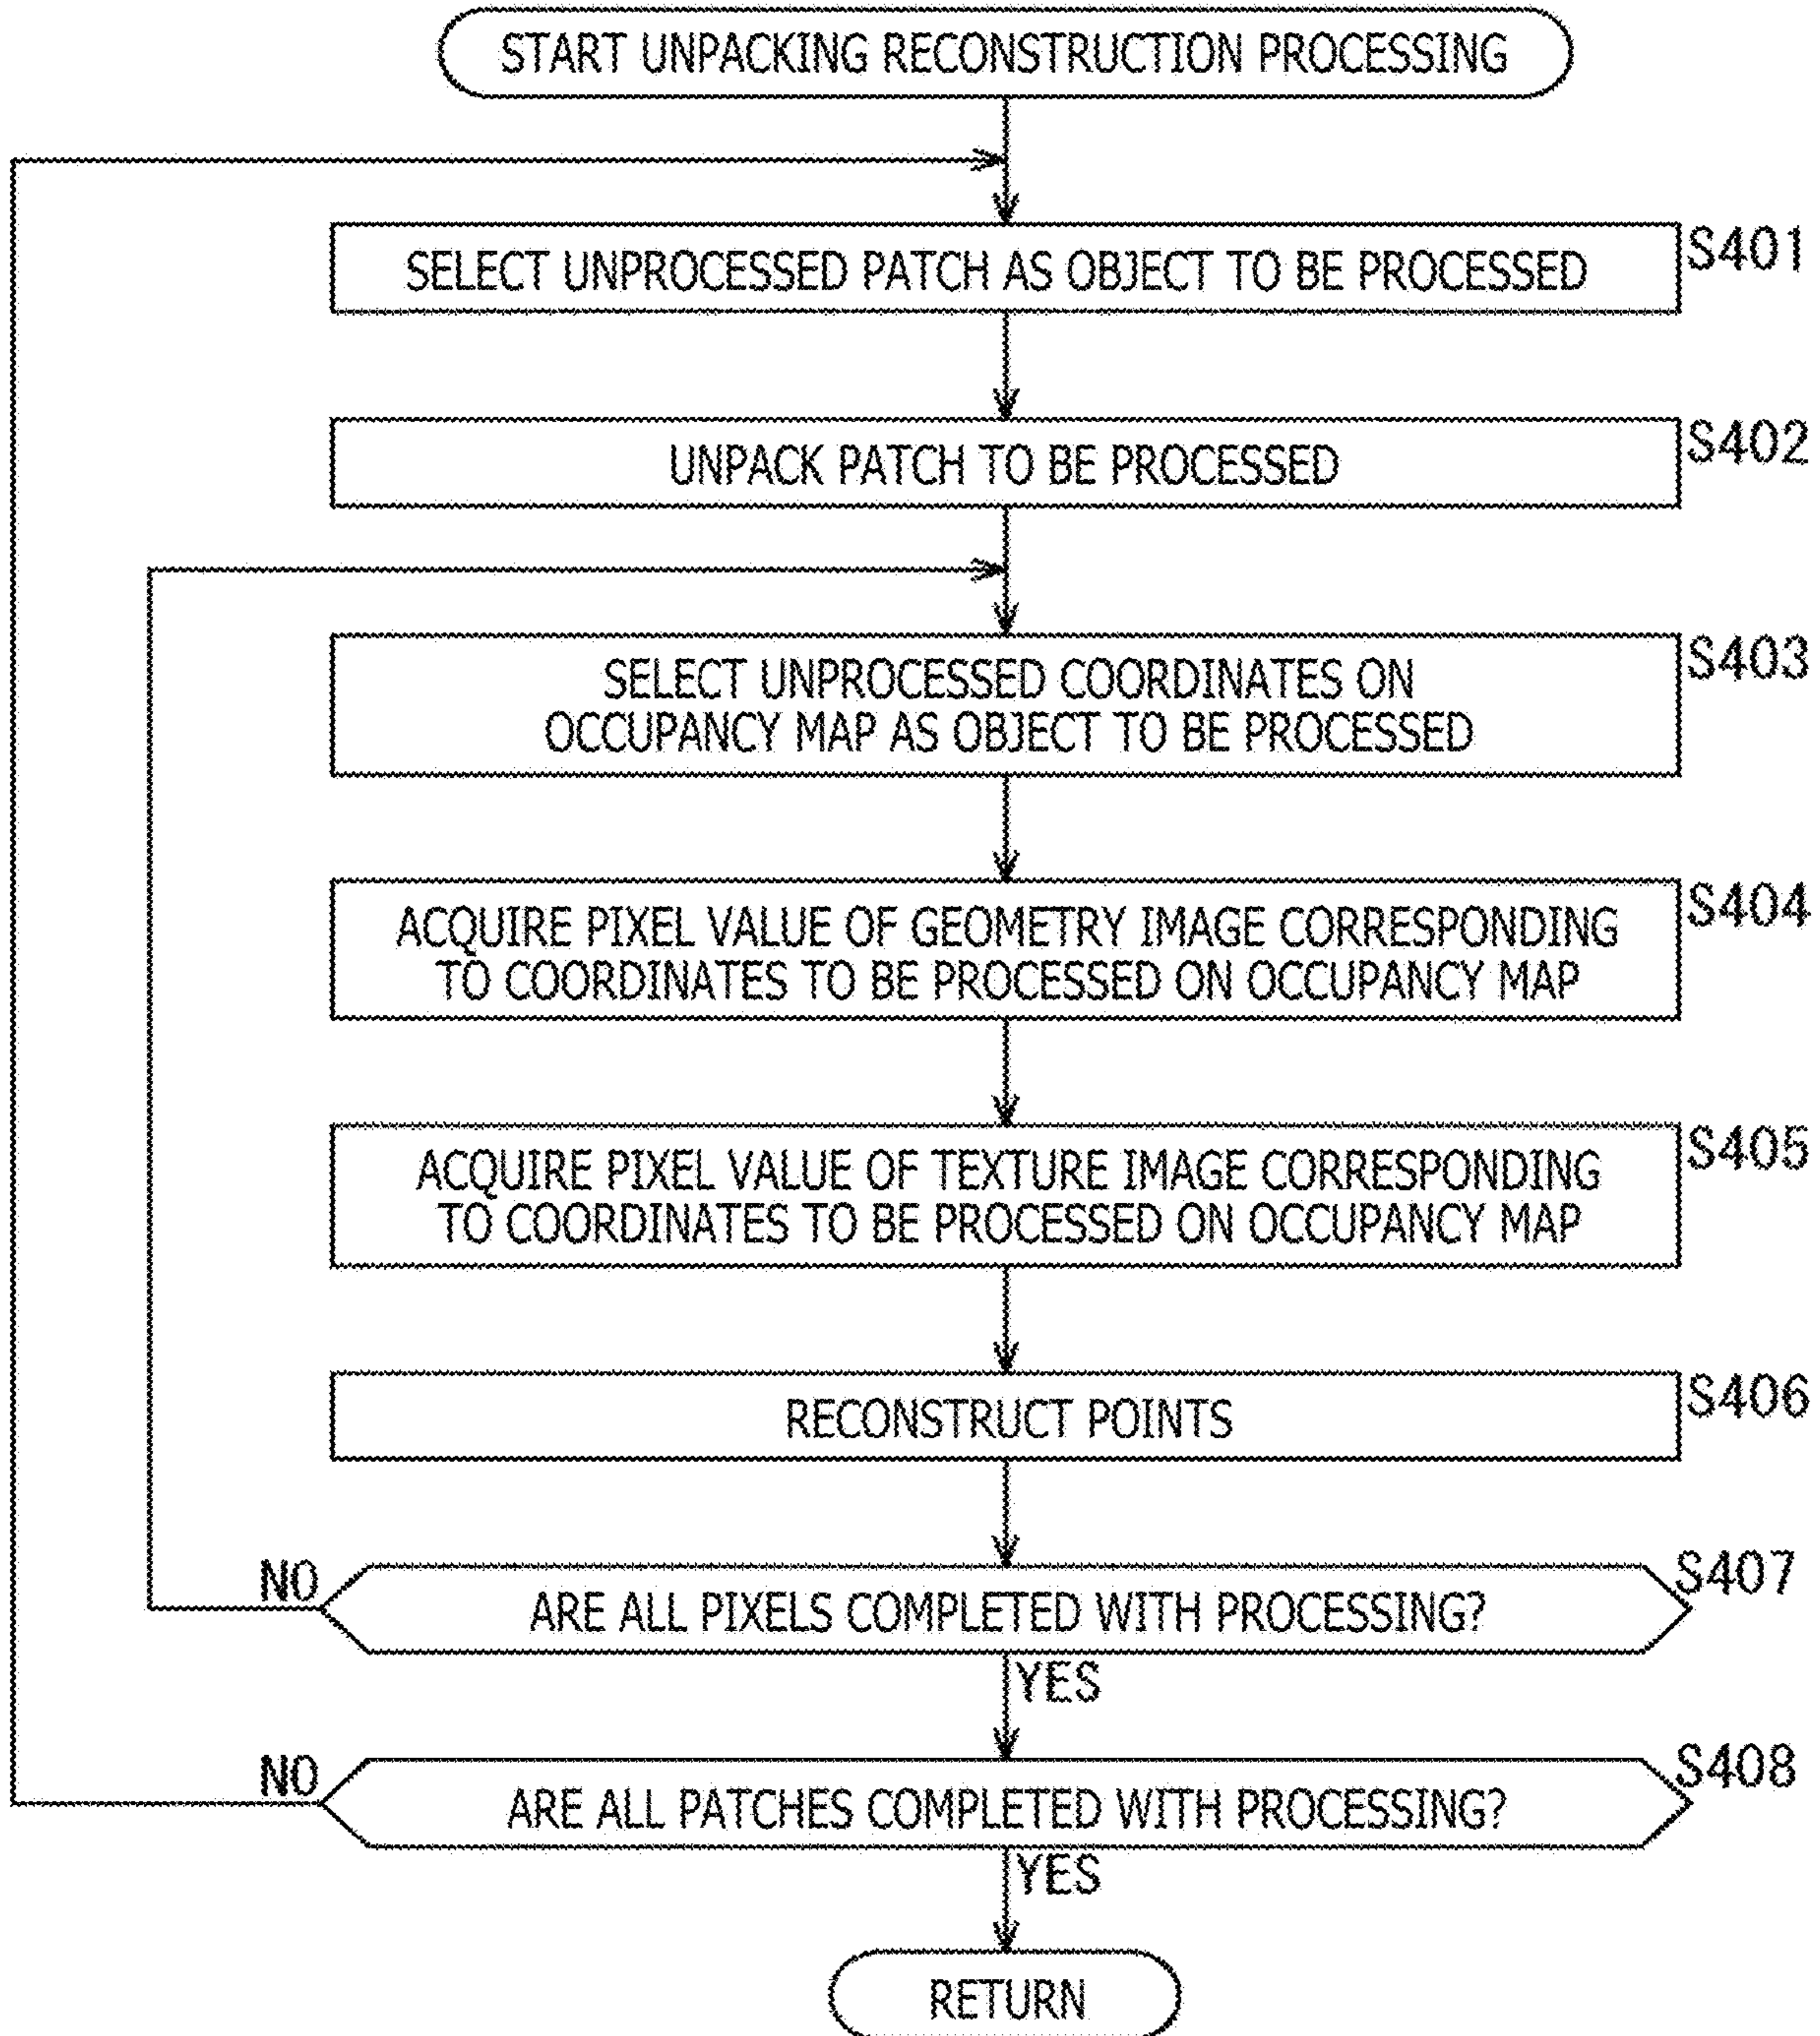 START UNPACKING RECONSTRUCTION PROCESSING
SELECT UNPROCESSED PATCH AS OBJECT TO BE PROCESSED
S401
UNPACK PATCH TO BE PROCESSED
S402
SELECT UNPROCESSED COORDINATES ON
OCCUPANCY MAP AS OBJECT TO BE PROCESSED
S403
ACQUIRE PIXEL VALUE OF GEOMETRY IMAGE CORRESPONDING
TO COORDINATES TO BE PROCESSED ON OCCUPANCY MAP
S404
ACQUIRE PIXEL VALUE OF TEXTURE IMAGE CORRESPONDING
TO COORDINATES TO BE PROCESSED ON OCCUPANCY MAP
S405
RECONSTRUCT POINTS
S406
NO
ARE ALL PIXELS COMPLETED WITH PROCESSING?
S407
YES
NO
ARE ALL PATCHES COMPLETED WITH PROCESSING?
S408
YES
RETURN